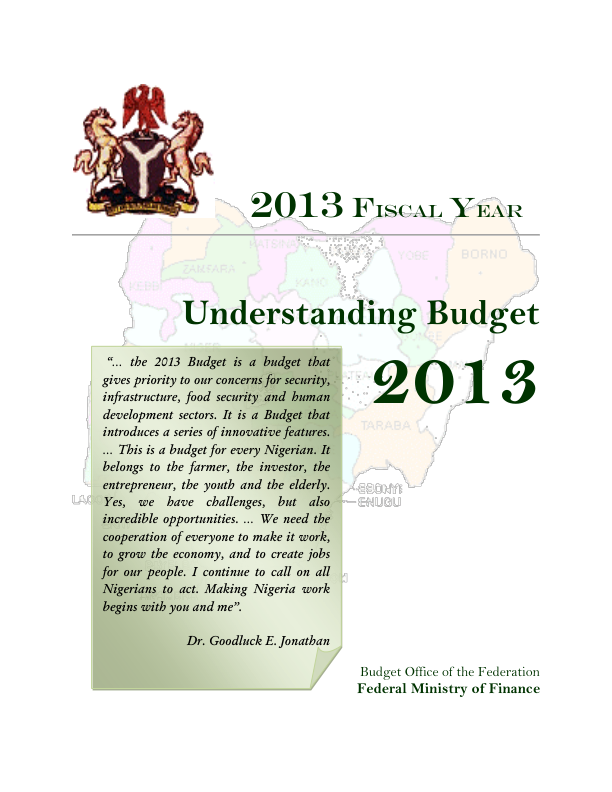 2013 FISCAL YEAR
KATSINA
YOBE
BORNO
ZAMFARA
KANO
KEBBI
Understanding Budget
2013
"... the 2013 Budget is a budget that
gives priority to our concerns for security,
infrastructure, food security and human
development sectors. It is a Budget that
introduces a series of innovative features.
... This is a budget for every Nigerian. It
belongs to the farmer, the investor, the
entrepreneur, the youth and the elderly.
Yes, we have challenges, but also
incredible opportunities. ... We need the
cooperation of everyone to make it work,
to grow the economy, and to create jobs
for our people. I continue to call on all
Nigerians to act. Making Nigeria work
begins with you and me".
Dr. Goodluck E. Jonathan
TARABA
EBONYI
ENUGU
Budget Office of the Federation
Federal Ministry of Finance